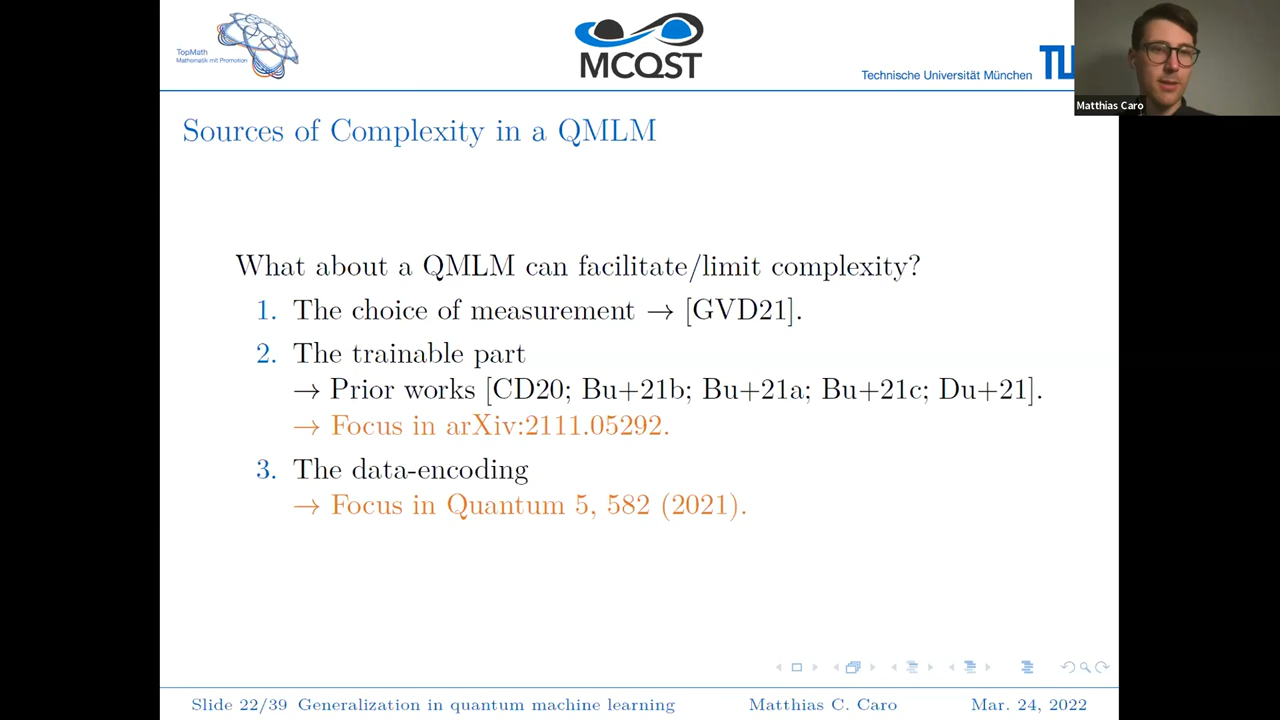 TopMath
Mathematik mit Promotion
MCQST
Technische Universität München
Matthias Caro
Sources of Complexity in a QMLM
What about a QMLM can facilitate/limit complexity?
1. The choice of measurement → [GVD21].
2. The trainable part
→ Prior works [CD20; Bu+21b; Bu+21a; Bu+21c; Du+21].
→ Focus in arXiv:2111.05292.
3. The data-encoding
→ Focus in Quantum 5, 582 (2021).
Slide 22/39 Generalization in quantum machine learning Matthias C. Caro Mar. 24, 2022